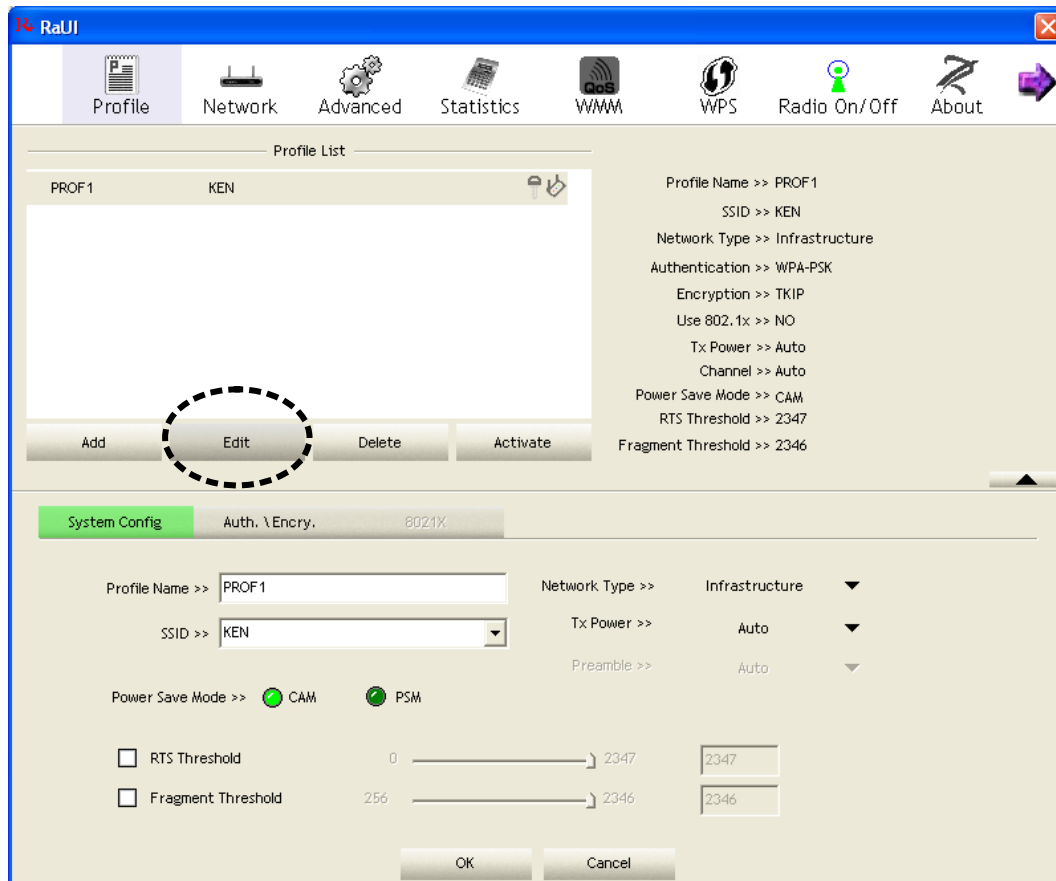 RaUI
Profile Network Advanced Statistics QoS WMM WPS Radio On/Off About
Profile List
PROF1 KEN
Add Edit Delete Activate
Profile Name >> PROF1
SSID >> KEN
Network Type >> Infrastructure
Authentication >> WPA-PSK
Encryption >> TKIP
Use 802.1x >> NO
Tx Power >> Auto
Channel >> Auto
Power Save Mode >> CAM
RTS Threshold >> 2347
Fragment Threshold >> 2346
System Config Auth. \ Encry. 8021X
Profile Name >> PROF1
SSID >> KEN
Network Type >> Infrastructure
Tx Power >> Auto
Preamble >> Auto
Power Save Mode >> CAM PSM
RTS Threshold 0 2347 2347
Fragment Threshold 256 2346 2346
OK Cancel